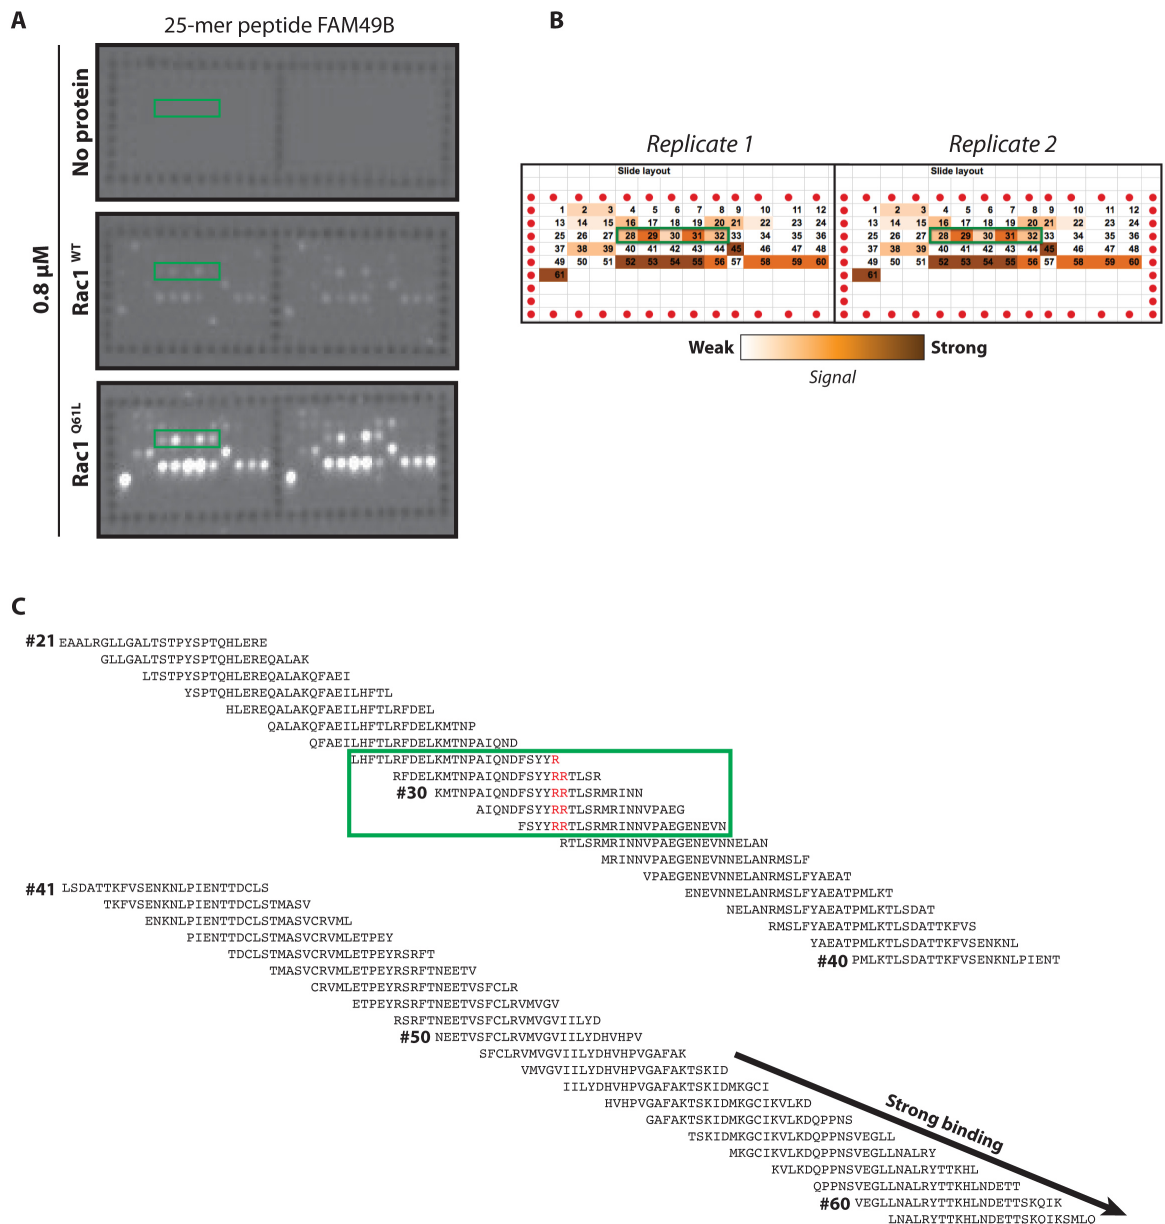 A
25-mer peptide FAM49B
No protein
0.8 µM
Rac1 WT
Rac1 Q61L
B
Replicate 1
Replicate 2
Slide layout
Slide layout
1 2 3 4 5 6 7 8 9 10 11 12
13 14 15 16 17 18 19 20 21 22 23 24
25 26 27 28 29 30 31 32 33 34 35 36
37 38 39 40 41 42 43 44 45 46 47 48
49 50 51 52 53 54 55 56 57 58 59 60
61
1 2 3 4 5 6 7 8 9 10 11 12
13 14 15 16 17 18 19 20 21 22 23 24
25 26 27 28 29 30 31 32 33 34 35 36
37 38 39 40 41 42 43 44 45 46 47 48
49 50 51 52 53 54 55 56 57 58 59 60
61
Weak
Strong
Signal
C
#21 EAALRGLLGALTSTPYSPTQHLERE
GLLGALTSTPYSPTQHLEREQALAK
LTSTPYSPTQHLEREQALAKQFAEI
YSPTQHLEREQALAKQFAEILHFTL
HLEREQALAKQFAEILHFTLRFDEL
QALAKQFAEILHFTLRFDELKMTNP
QFAEILHFTLRFDELKMTNPAIQND
LHFTLRFDELKMTNPAIQNDFSYYR
RFDELKMTNPAIQNDFSYYRRTLSR
#30 KMTNPAIQNDFSYYRRTLSRMRINN
AIQNDFSYYRRTLSRMRINNVPAEG
FSYYRRTLSRMRINNVPAEGENEVN
RTLSRMRINNVPAEGENEVNNELAN
MRINNVPAEGENEVNNELANRMSLF
VPAEGENEVNNELANRMSLFYAEAT
ENEVNNELANRMSLFYAEATPMLKT
NELANRMSLFYAEATPMLKTLSDAT
RMSLFYAEATPMLKTLSDATTKFVS
YAEATPMLKTLSDATTKFVSENKNL
#40 PMLKTLSDATTKFVSENKNLPIENT
#41 LSDATTKFVSENKNLPIENTTDCLS
TKFVSENKNLPIENTTDCLSTMASV
ENKNLPIENTTDCLSTMASVCRVML
PIENTTDCLSTMASVCRVMLETPEY
TDCLSTMASVCRVMLETPEYRSRFT
TMASVCRVMLETPEYRSRFTNEETV
CRVMLETPEYRSRFTNEETVSFCLR
ETPEYRSRFTNEETVSFCLRVMVGV
RSRFTNEETVSFCLRVMVGVIILYD
#50 NEETVSFCLRVMVGVIILYDHVHPV
SFCLRVMVGVIILYDHVHPVGAFAK
VMVGVIILYDHVHPVGAFAKTSKID
IILYDHVHPVGAFAKTSKIDMKGCI
HVHPVGAFAKTSKIDMKGCIKVLKD
GAFAKTSKIDMKGCIKVLKDQPPNS
TSKIDMKGCIKVLKDQPPNSVEGLL
MKGCIKVLKDQPPNSVEGLLNALRY
KVLKDQPPNSVEGLLNALRYTTKHL
QPPNSVEGLLNALRYTTKHLNDETT
#60 VEGLLNALRYTTKHLNDETTSKQIK
LNALRYTTKHLNDETTSKQIKSMLQ
Strong binding